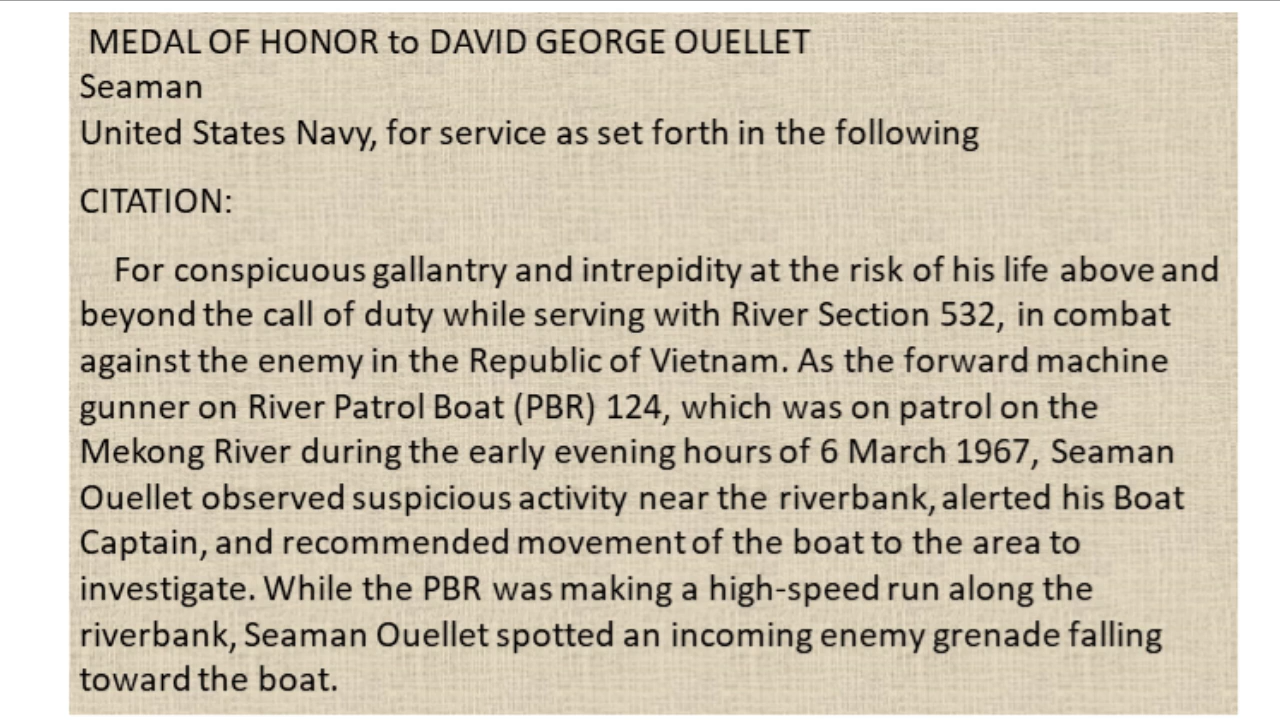 MEDAL OF HONOR to DAVID GEORGE OUELLET
Seaman
United States Navy, for service as set forth in the following
CITATION:
For conspicuous gallantry and intrepidity at the risk of his life above and
beyond the call of duty while serving with River Section 532, in combat
against the enemy in the Republic of Vietnam. As the forward machine
gunner on River Patrol Boat (PBR) 124, which was on patrol on the
Mekong River during the early evening hours of 6 March 1967, Seaman
Ouellet observed suspicious activity near the riverbank, alerted his Boat
Captain, and recommended movement of the boat to the area to
investigate. While the PBR was making a high-speed run along the
riverbank, Seaman Ouellet spotted an incoming enemy grenade falling
toward the boat.